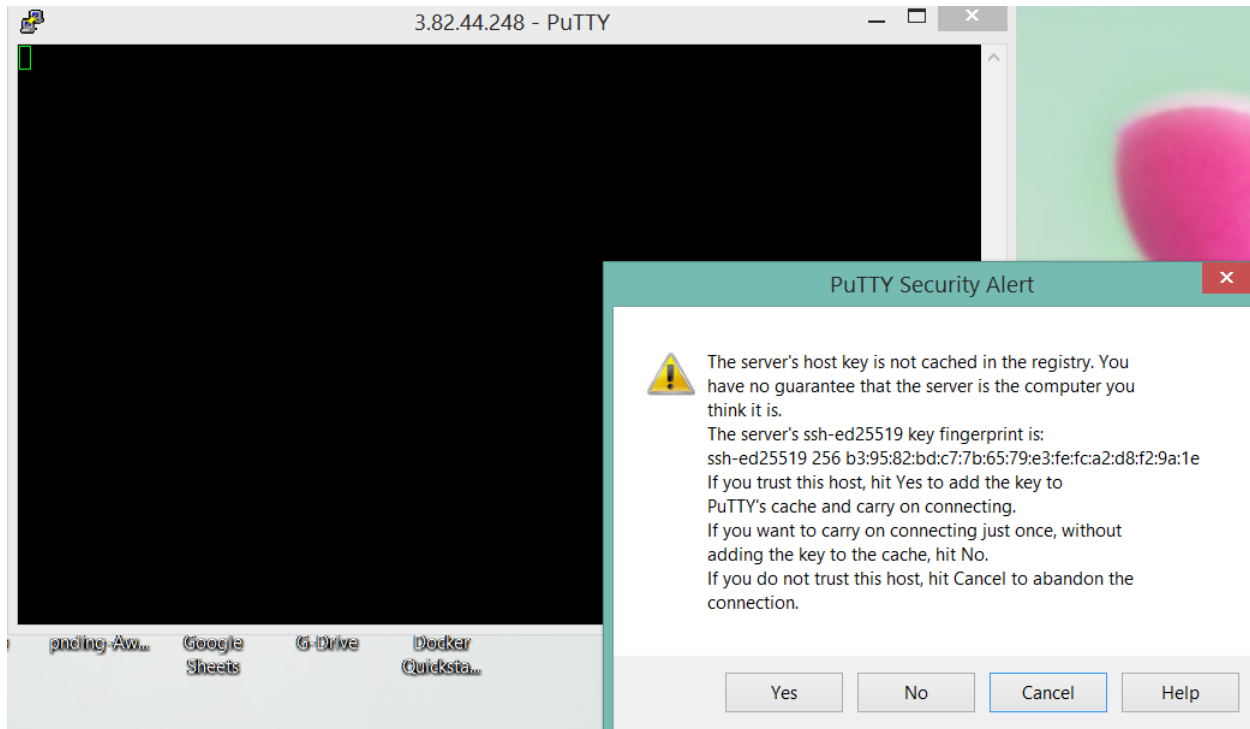 3.82.44.248 - PuTTY
PuTTY Security Alert
The server's host key is not cached in the registry. You
have no guarantee that the server is the computer you
think it is.
The server's ssh-ed25519 key fingerprint is:
ssh-ed25519 256 b3:95:82:bd:c7:7b:65:79:e3:fe:fc:a2:d8:f2:9a:1e
If you trust this host, hit Yes to add the key to
PuTTY's cache and carry on connecting.
If you want to carry on connecting just once, without
adding the key to the cache, hit No.
If you do not trust this host, hit Cancel to abandon the
connection.
Yes No Cancel Help
Google G-Drive Docker
Sheets Quicksta...